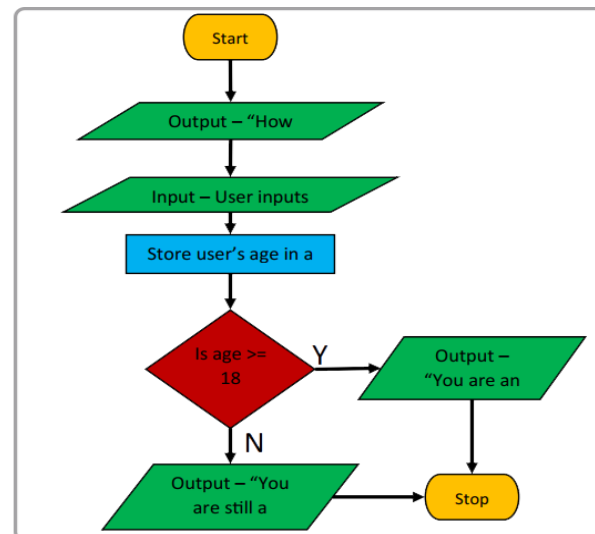 Start
Output – “How
Input – User inputs
Store user’s age in a
Is age >=
18
Y
Output –
“You are an
N
Output – “You
are still a
Stop